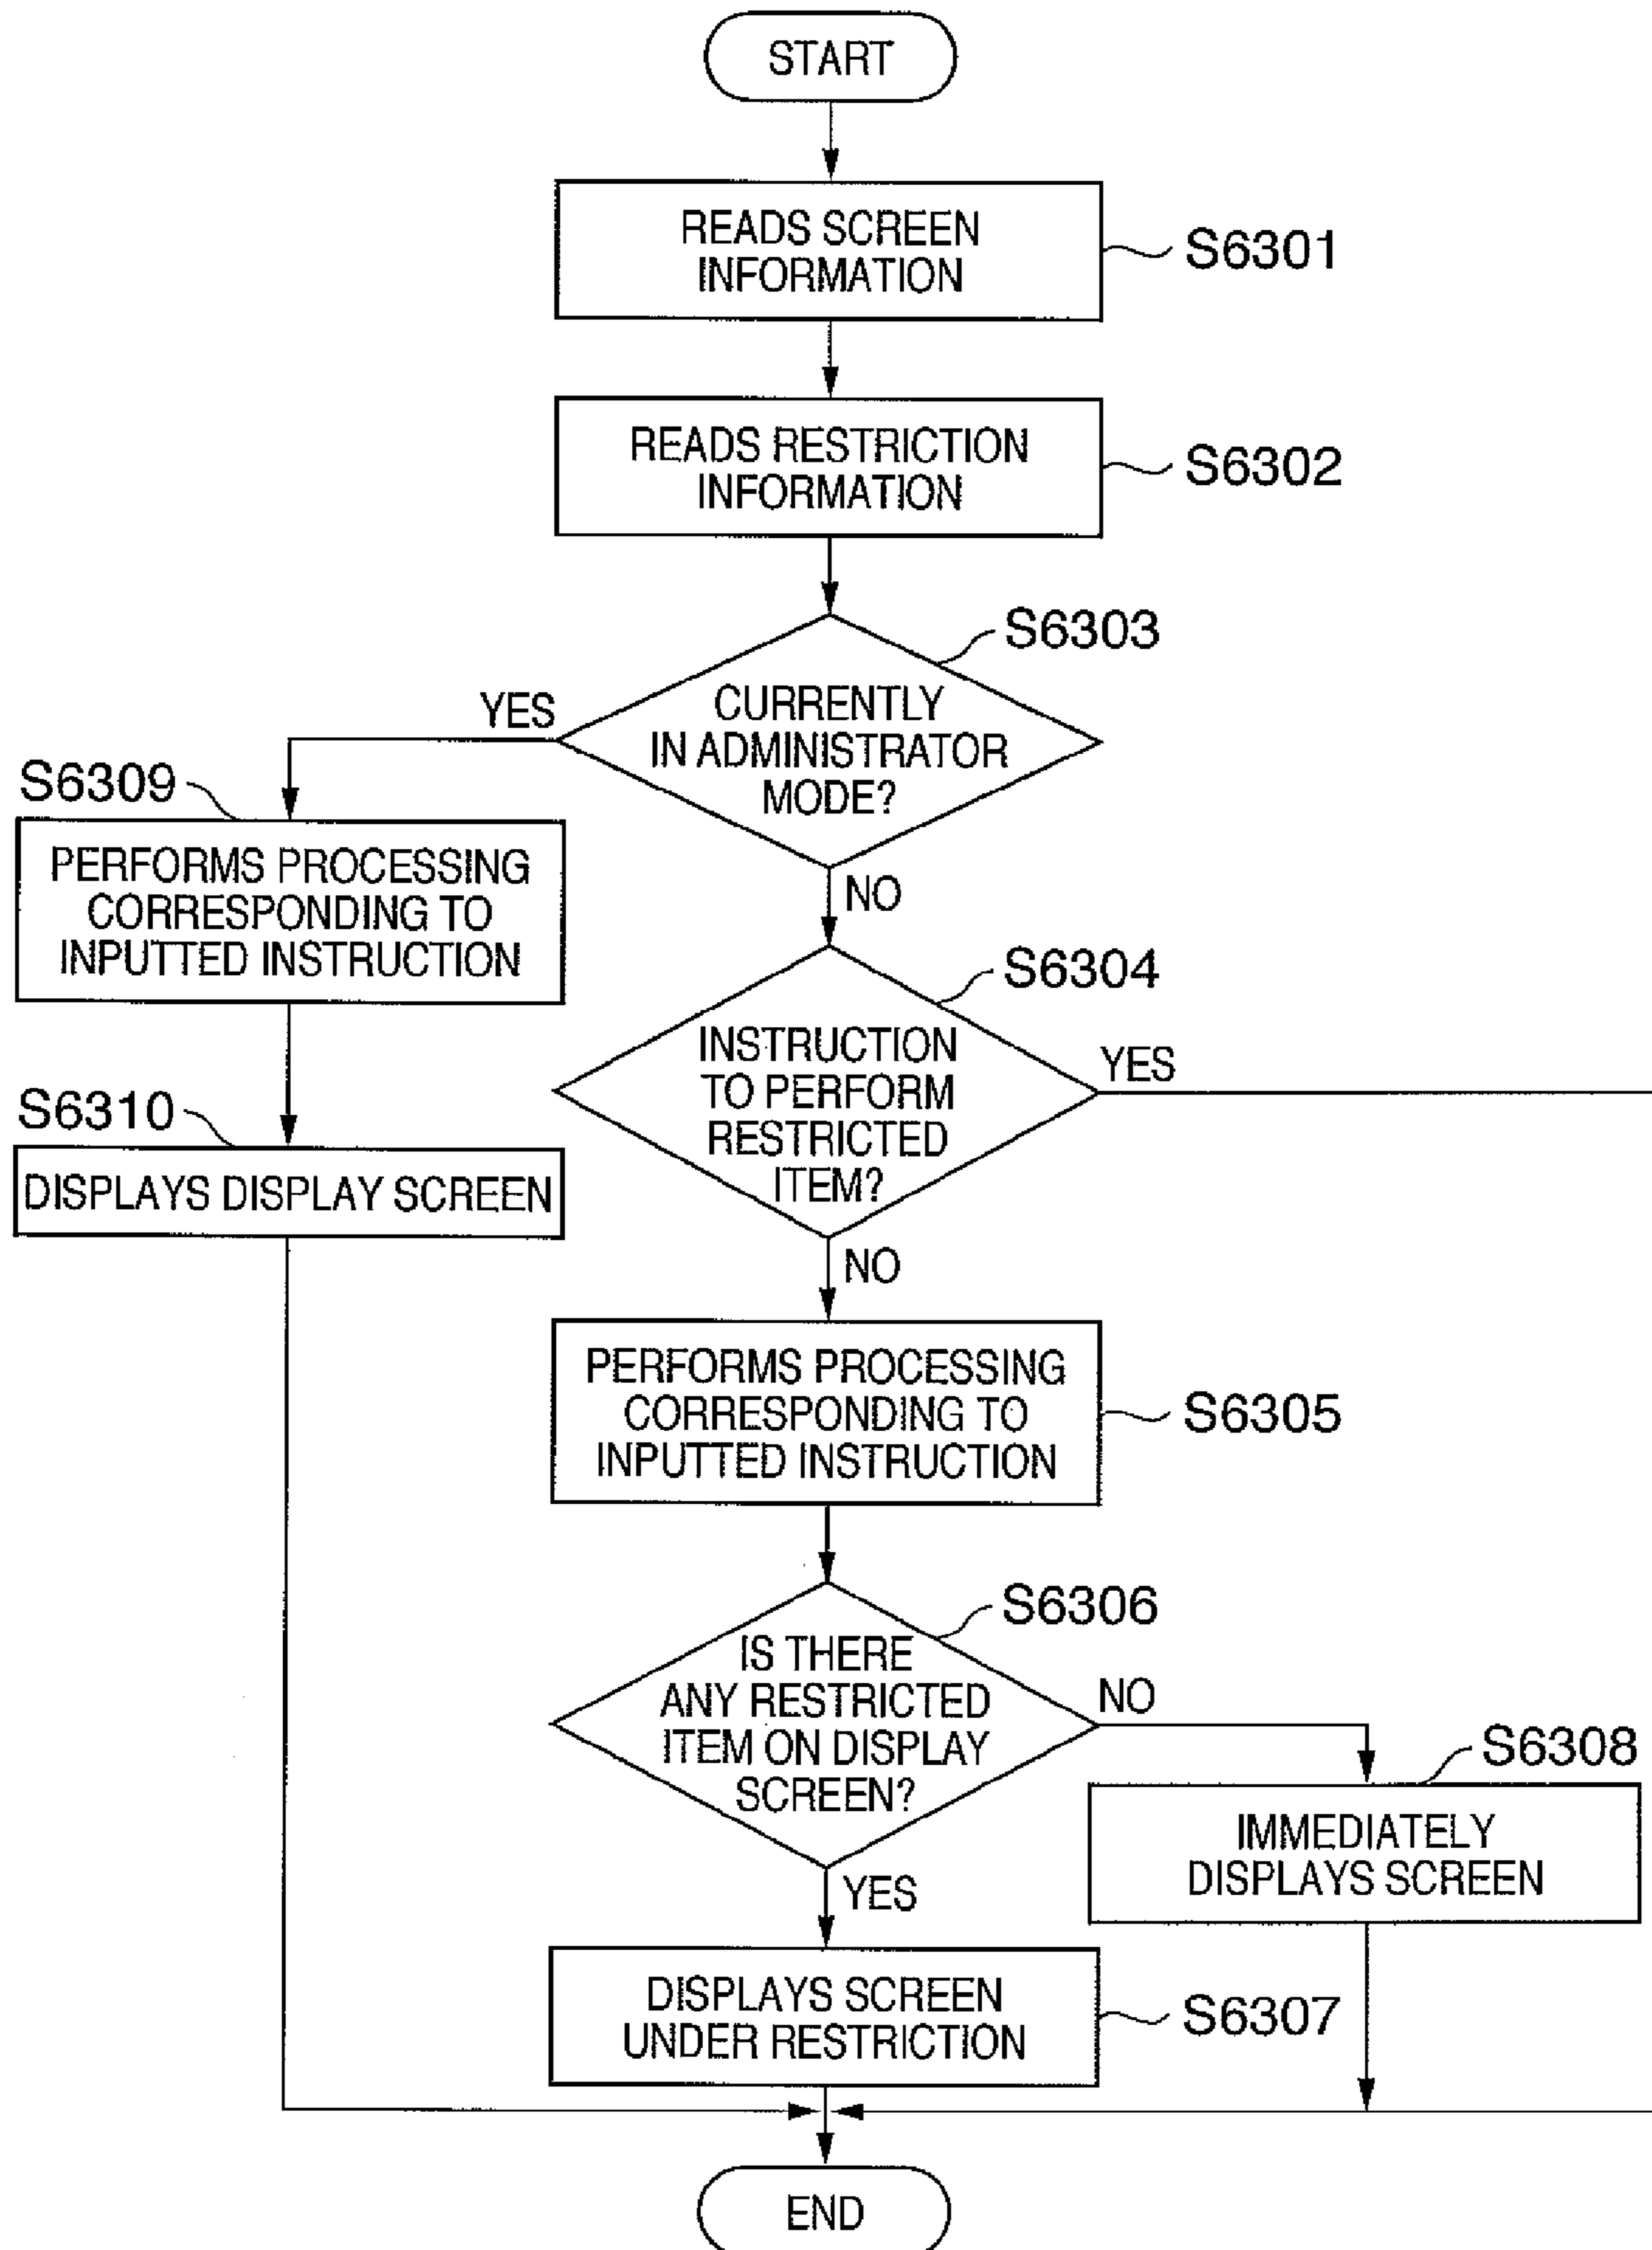 START
READS SCREEN
INFORMATION
S6301
READS RESTRICTION
INFORMATION
S6302
S6303
CURRENTLY
IN ADMINISTRATOR
MODE?
YES
NO
S6309
PERFORMS PROCESSING
CORRESPONDING TO
INPUTTED INSTRUCTION
S6310
DISPLAYS DISPLAY SCREEN
S6304
INSTRUCTION
TO PERFORM
RESTRICTED
ITEM?
YES
NO
PERFORMS PROCESSING
CORRESPONDING TO
INPUTTED INSTRUCTION
S6305
S6306
IS THERE
ANY RESTRICTED
ITEM ON DISPLAY
SCREEN?
NO
YES
S6308
IMMEDIATELY
DISPLAYS SCREEN
DISPLAYS SCREEN
UNDER RESTRICTION
S6307
END